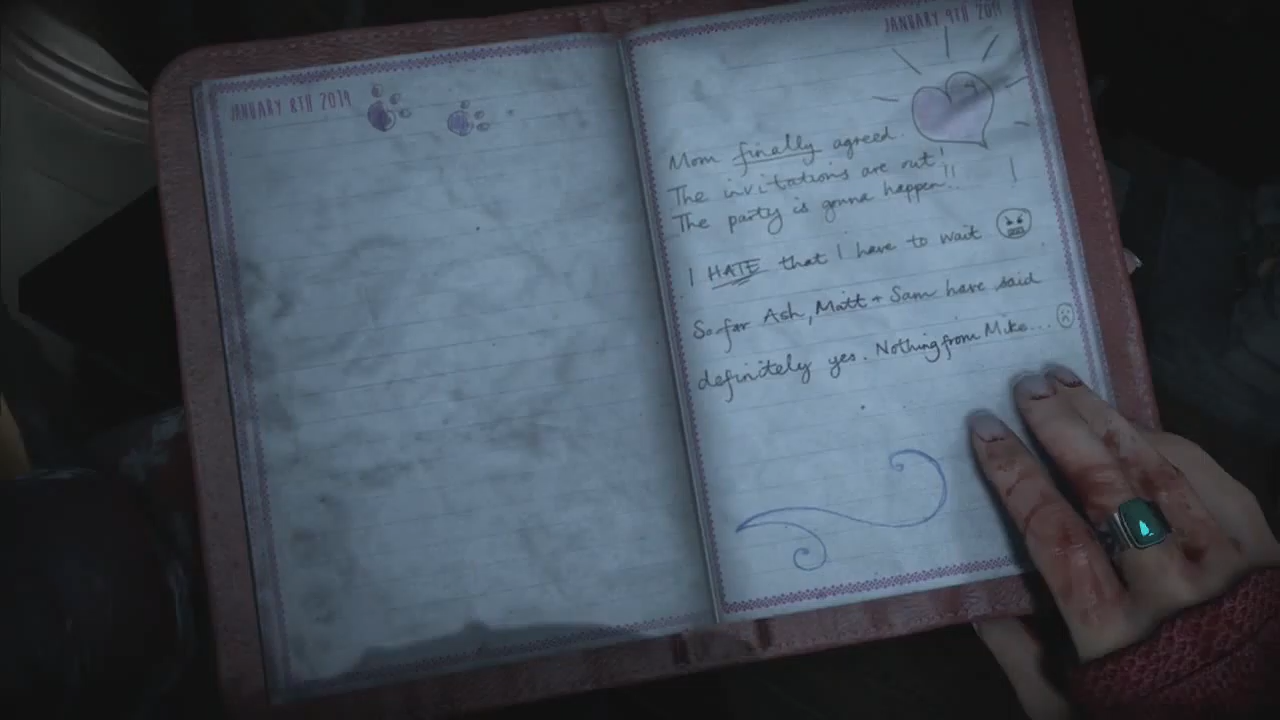 JANUARY 8TH 2014
JANUARY 9TH 2014
Mom finally agreed.
The invitations are out!
The party is gonna happen!!
I HATE that I have to wait
So far Ash, Matt + Sam have said
definitely yes. Nothing from Mike...